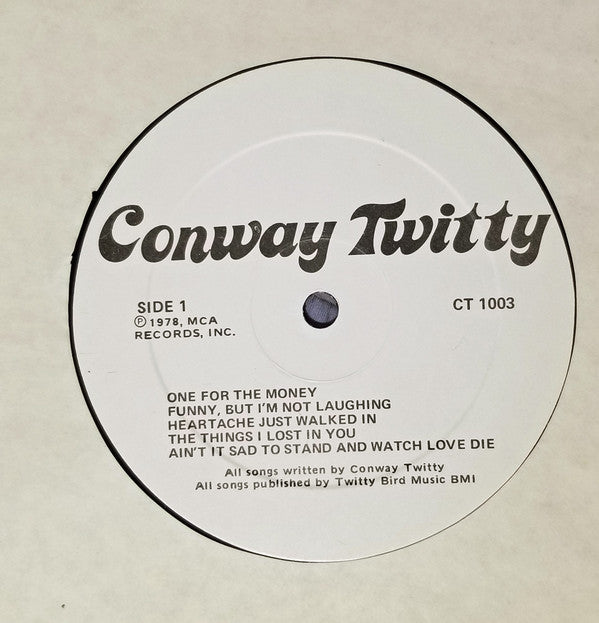 Conway Twitty
SIDE 1
CT 1003
℗ 1978, MCA
RECORDS, INC.
ONE FOR THE MONEY
FUNNY, BUT I'M NOT LAUGHING
HEARTACHE JUST WALKED IN
THE THINGS I LOST IN YOU
AIN'T IT SAD TO STAND AND WATCH LOVE DIE
All songs written by Conway Twitty
All songs published by Twitty Bird Music BMI